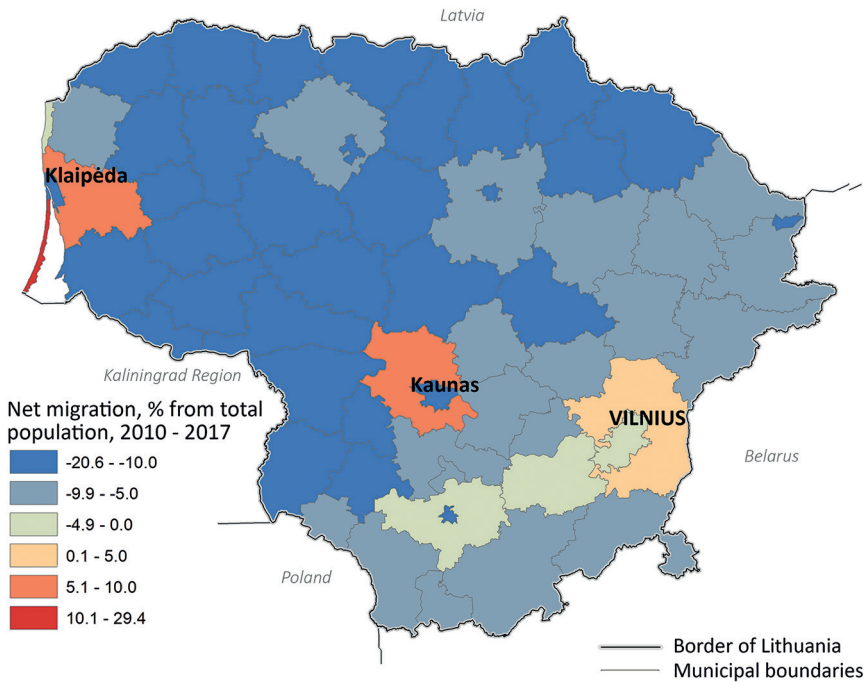 Latvia
Klaipėda
Kaliningrad Region
Kaunas
VILNIUS
Belarus
Poland
Net migration, % from total
population, 2010 - 2017
-20.6 - -10.0
-9.9 - -5.0
-4.9 - 0.0
0.1 - 5.0
5.1 - 10.0
10.1 - 29.4
Border of Lithuania
Municipal boundaries